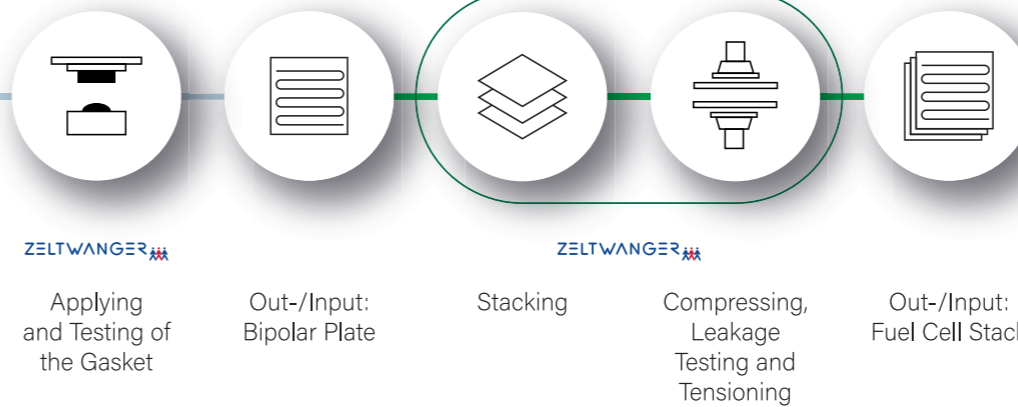 ZELTWANGER
Applying
and Testing of
the Gasket
Out-/Input:
Bipolar Plate
ZELTWANGER
Stacking
Compressing,
Leakage
Testing and
Tensioning
Out-/Input:
Fuel Cell Stack